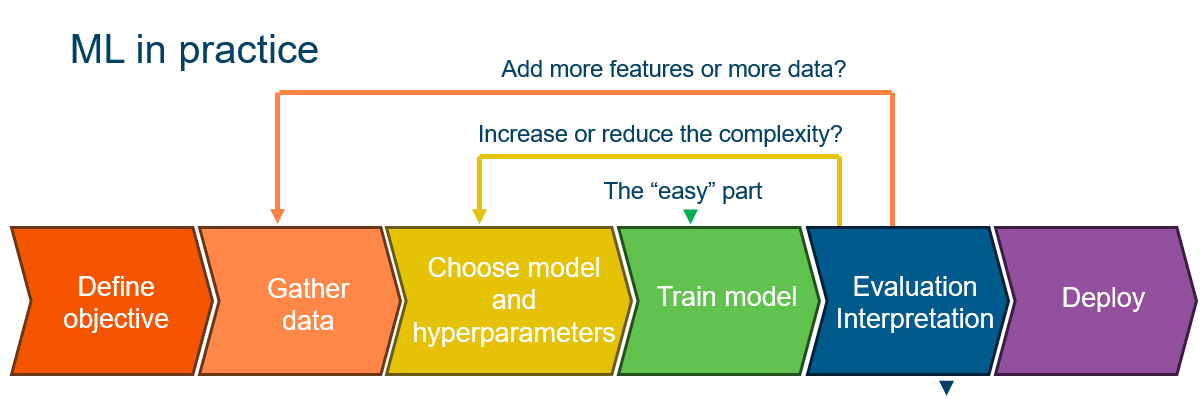 ML in practice
Add more features or more data?
Increase or reduce the complexity?
The “easy” part
Define
objective
Gather
data
Choose model
and
hyperparameters
Train model
Evaluation
Interpretation
Deploy